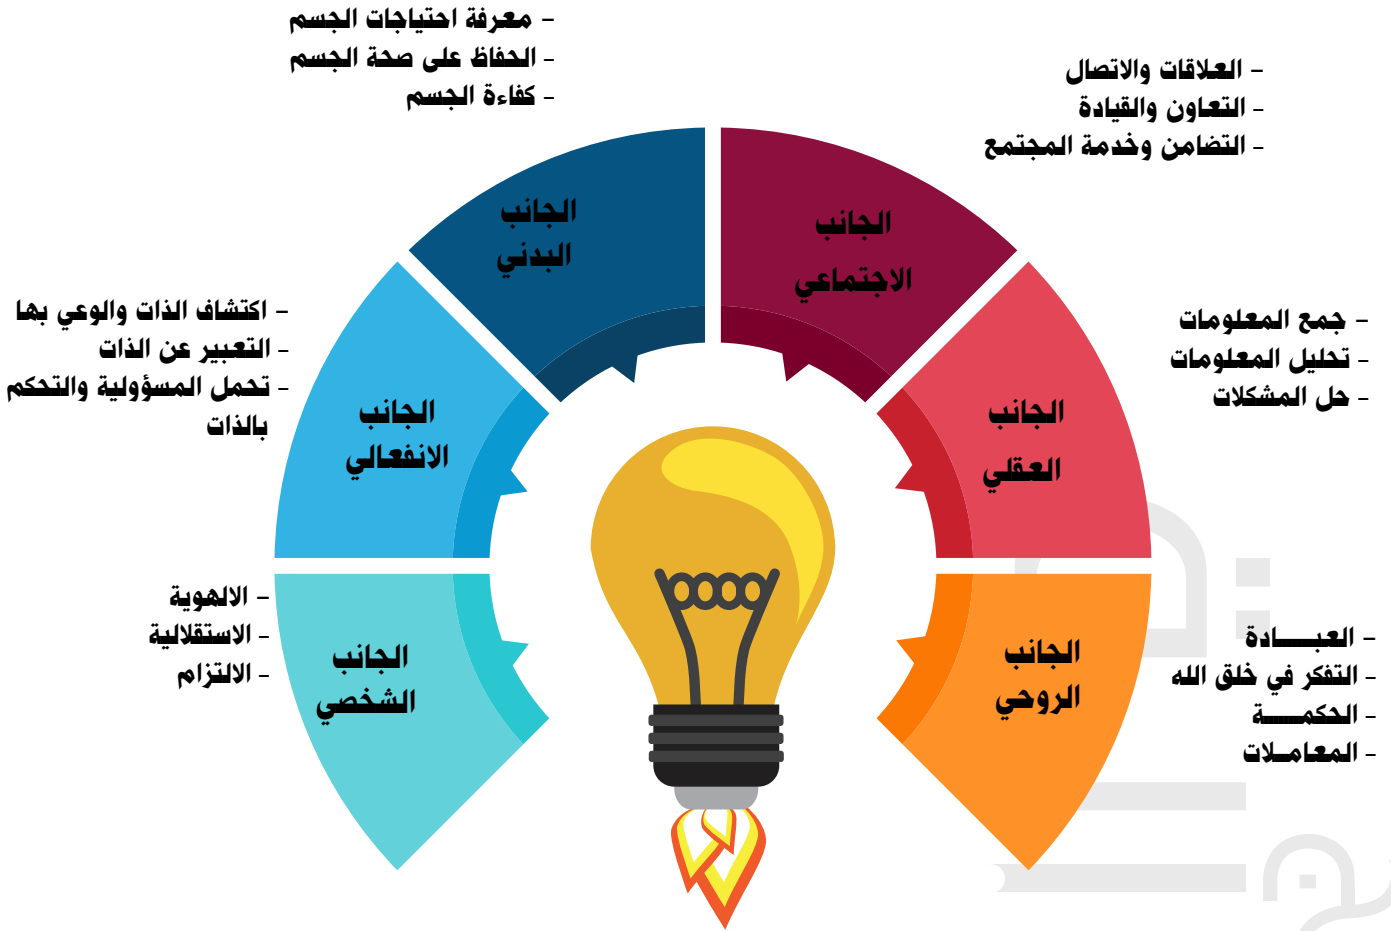 - معرفة احتياجات الجسم
- الحفاظ على صحة الجسم
- كفاءة الجسم
- العلاقات والاتصال
- التعاون والقيادة
- التضامن وخدمة المجتمع
الجانب
البدني
الجانب
الاجتماعي
- جمع المعلومات
- تحليل المعلومات
- حل المشكلات
- اكتشاف الذات والوعي بها
- التعبير عن الذات
- تحمل المسؤولية والتحكم
بالذات
الجانب
العقلي
الجانب
الانفعالي
- العبـــــادة
- التفكر في خلق الله
- الحكمـــــة
- المعامـلات
الجانب
الروحي
- الالهوية
- الاستقلالية
- الالتزام
الجانب
الشخصي